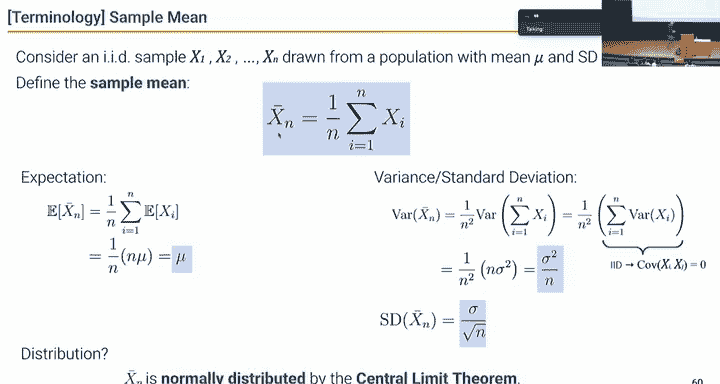 [Terminology] Sample Mean
Talking:
Consider an i.i.d. sample X₁ , X₂ , ..., Xₙ drawn from a population with mean μ and SD
Define the sample mean:
X̄ₙ = 1/n ∑ᵢ₌₁ⁿ Xᵢ
Expectation:
𝔼[X̄ₙ] = 1/n ∑ᵢ₌₁ⁿ 𝔼[Xᵢ]
= 1/n (nμ) = μ
Variance/Standard Deviation:
Var(X̄ₙ) = 1/n² Var (∑ᵢ₌₁ⁿ Xᵢ) = 1/n² (∑ᵢ₌₁ⁿ Var(Xᵢ))
IID → Cov(Xᵢ, Xⱼ) = 0
= 1/n² (nσ²) = σ²/n
SD(X̄ₙ) = σ/√n
Distribution?
X̄ₙ is normally distributed by the Central Limit Theorem.
60